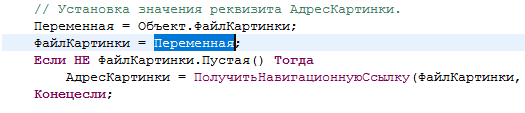 // Установка значения реквизита АдресКартинки.
Переменная = Объект.ФайлКартинки;
ФайлКартинки = Переменная;
Если НЕ ФайлКартинки.Пустая() Тогда
АдресКартинки = ПолучитьНавигационнуюСсылку(ФайлКартинки,
Конецесли;